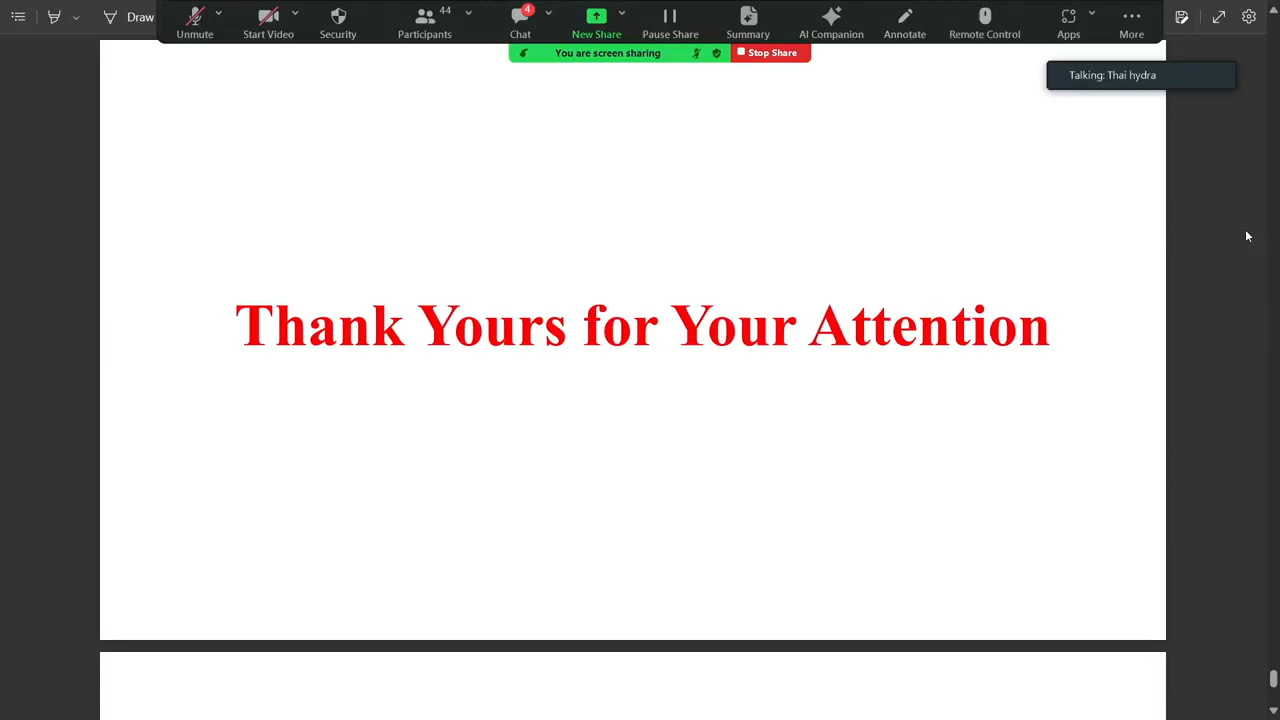 Draw
Unmute
Start Video
Security
44
Participants
4
Chat
New Share
Pause Share
Summary
AI Companion
Annotate
Remote Control
Apps
More
You are screen sharing
Stop Share
Talking: Thai hydra
Thank Yours for Your Attention